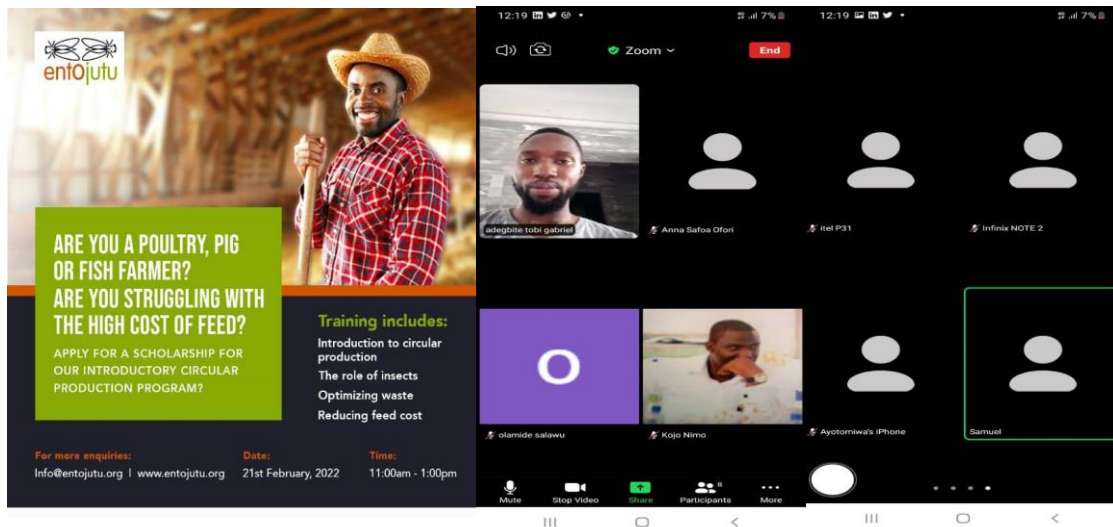 entOjutu
ARE YOU A POULTRY, PIG
OR FISH FARMER?
ARE YOU STRUGGLING WITH
THE HIGH COST OF FEED?
APPLY FOR A SCHOLARSHIP FOR
OUR INTRODUCTORY CIRCULAR
PRODUCTION PROGRAM?
Training includes:
Introduction to circular
production
The role of insects
Optimizing waste
Reducing feed cost
For more enquiries:
Info@entojutu.org | www.entojutu.org
Date:
21st February, 2022
Time:
11:00am - 1:00pm
12:19
7%
Zoom
End
adegbite tobi gabriel
Anna Safoa Ofori
O
olamide salawu
Kojo Nimo
Mute
Stop Video
Share
Participants
8
More
12:19
7%
itel P31
Infinix NOTE 2
Ayotomiwa's iPhone
Samuel